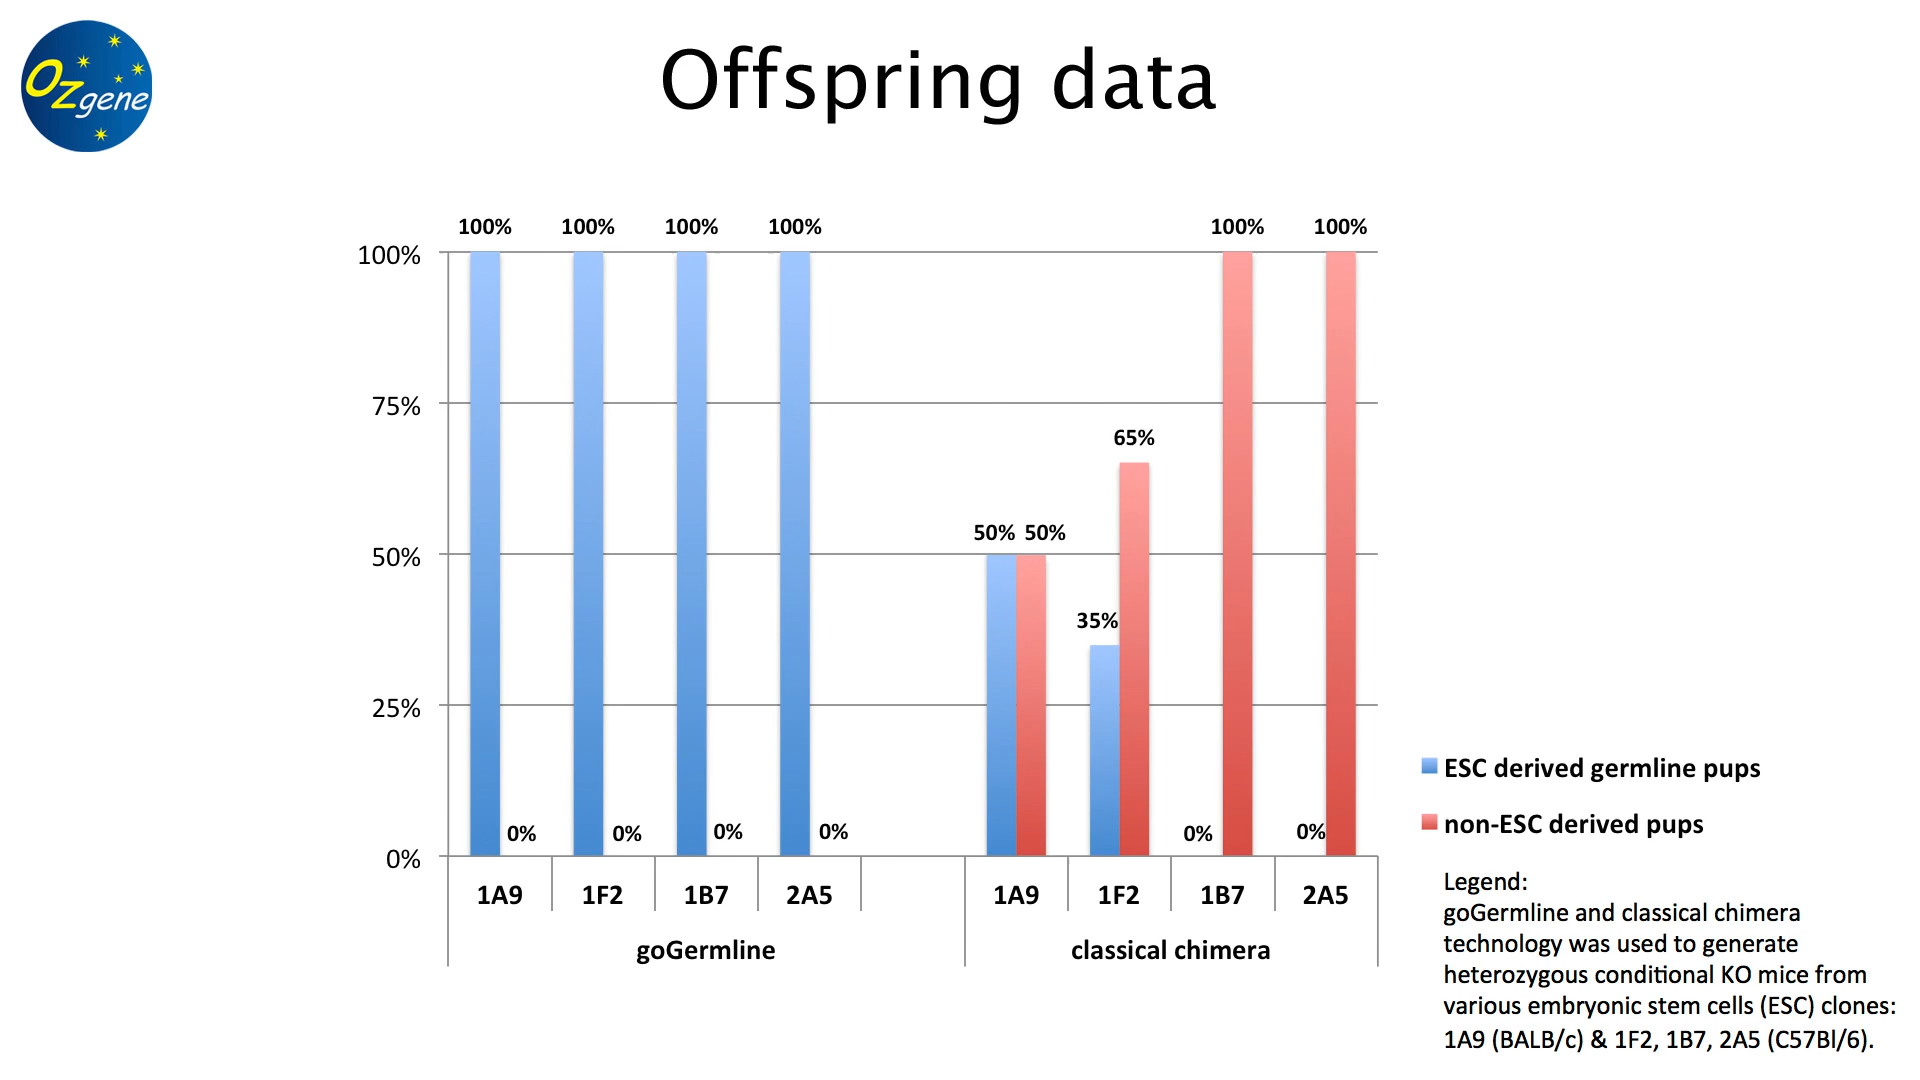 OZgene
Offspring data
100% 100% 100% 100% 100% 100%
100%
75%
65%
50% 50%
50%
35%
25%
0% 0% 0% 0% 0% 0%
0%
1A9 1F2 1B7 2A5 1A9 1F2 1B7 2A5
goGermline classical chimera
ESC derived germline pups
non-ESC derived pups
Legend:
goGermline and classical chimera
technology was used to generate
heterozygous conditional KO mice from
various embryonic stem cells (ESC) clones:
1A9 (BALB/c) & 1F2, 1B7, 2A5 (C57Bl/6).